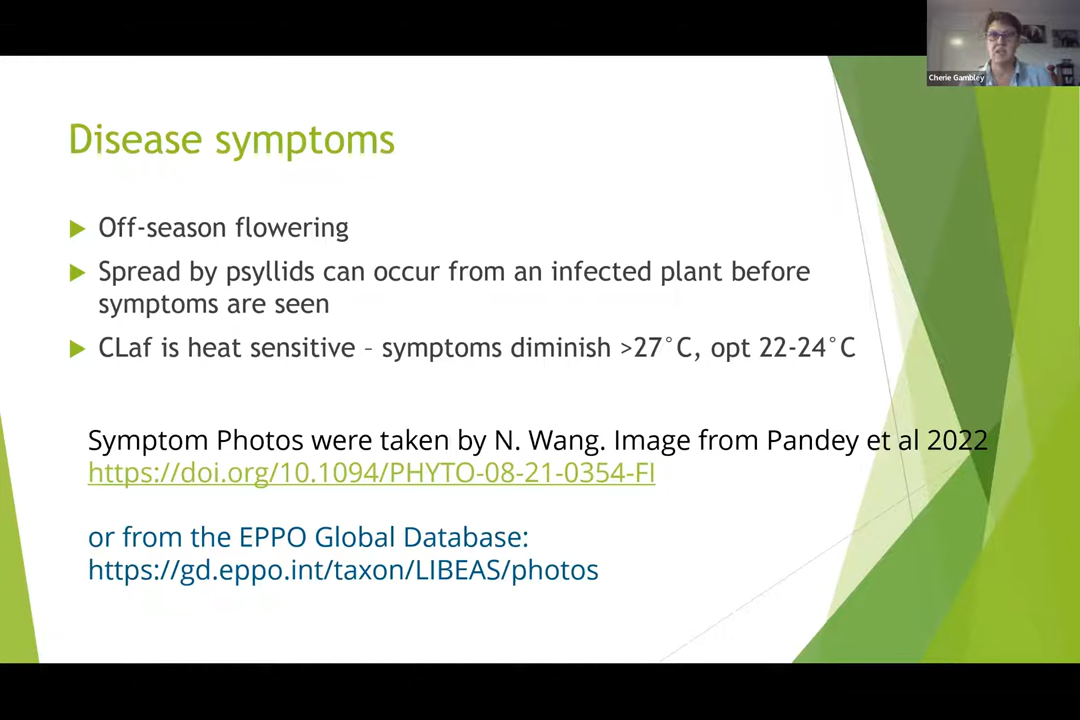 Cherie Gambley
Disease symptoms
Off-season flowering
Spread by psyllids can occur from an infected plant before
symptoms are seen
CLaf is heat sensitive – symptoms diminish >27°C, opt 22-24°C
Symptom Photos were taken by N. Wang. Image from Pandey et al 2022
https://doi.org/10.1094/PHYTO-08-21-0354-FI
or from the EPPO Global Database:
https://gd.eppo.int/taxon/LIBEAS/photos